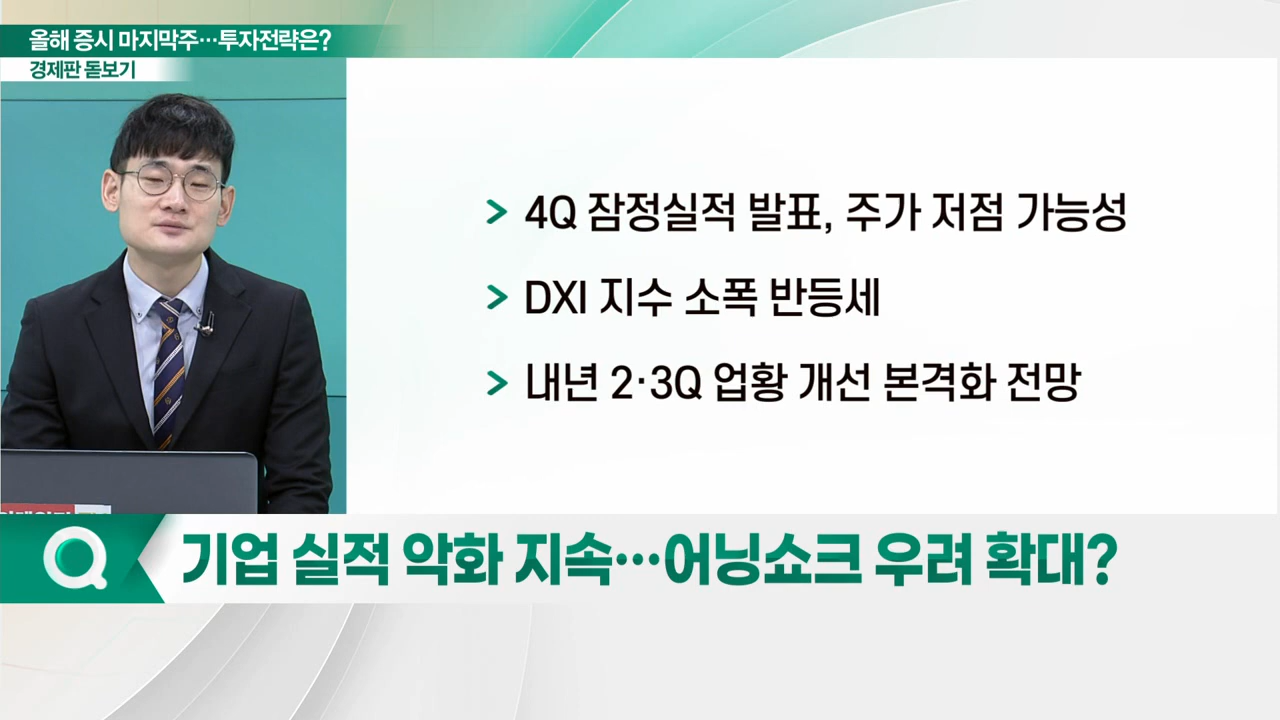 올해 증시 마지막주…투자전략은?
경제판 돋보기
> 4Q 잠정실적 발표, 주가 저점 가능성
> DXI 지수 소폭 반등세
> 내년 2·3Q 업황 개선 본격화 전망
Q 기업 실적 악화 지속…어닝쇼크 우려 확대?